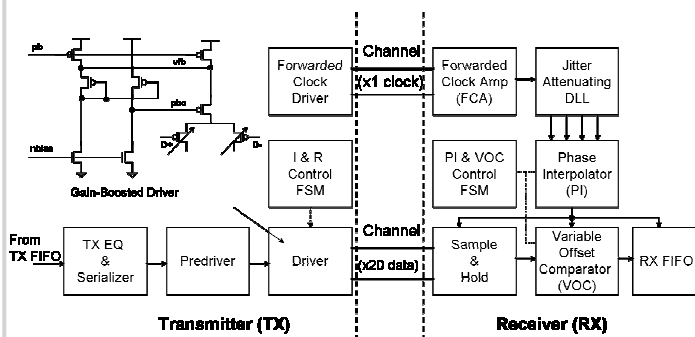 pb
vfb
pbc
nbias
D+
D-
Gain-Boosted Driver
Forwarded
Clock
Driver
Channel
(x1 clock)
Forwarded
Clock Amp
(FCA)
Jitter
Attenuating
DLL
I & R
Control
FSM
PI & VOC
Control
FSM
Phase
Interpolator
(PI)
From
TX FIFO
TX EQ
&
Serializer
Predriver
Driver
Channel
(x20 data)
Sample
&
Hold
Variable
Offset
Comparator
(VOC)
RX FIFO
Transmitter (TX)
Receiver (RX)